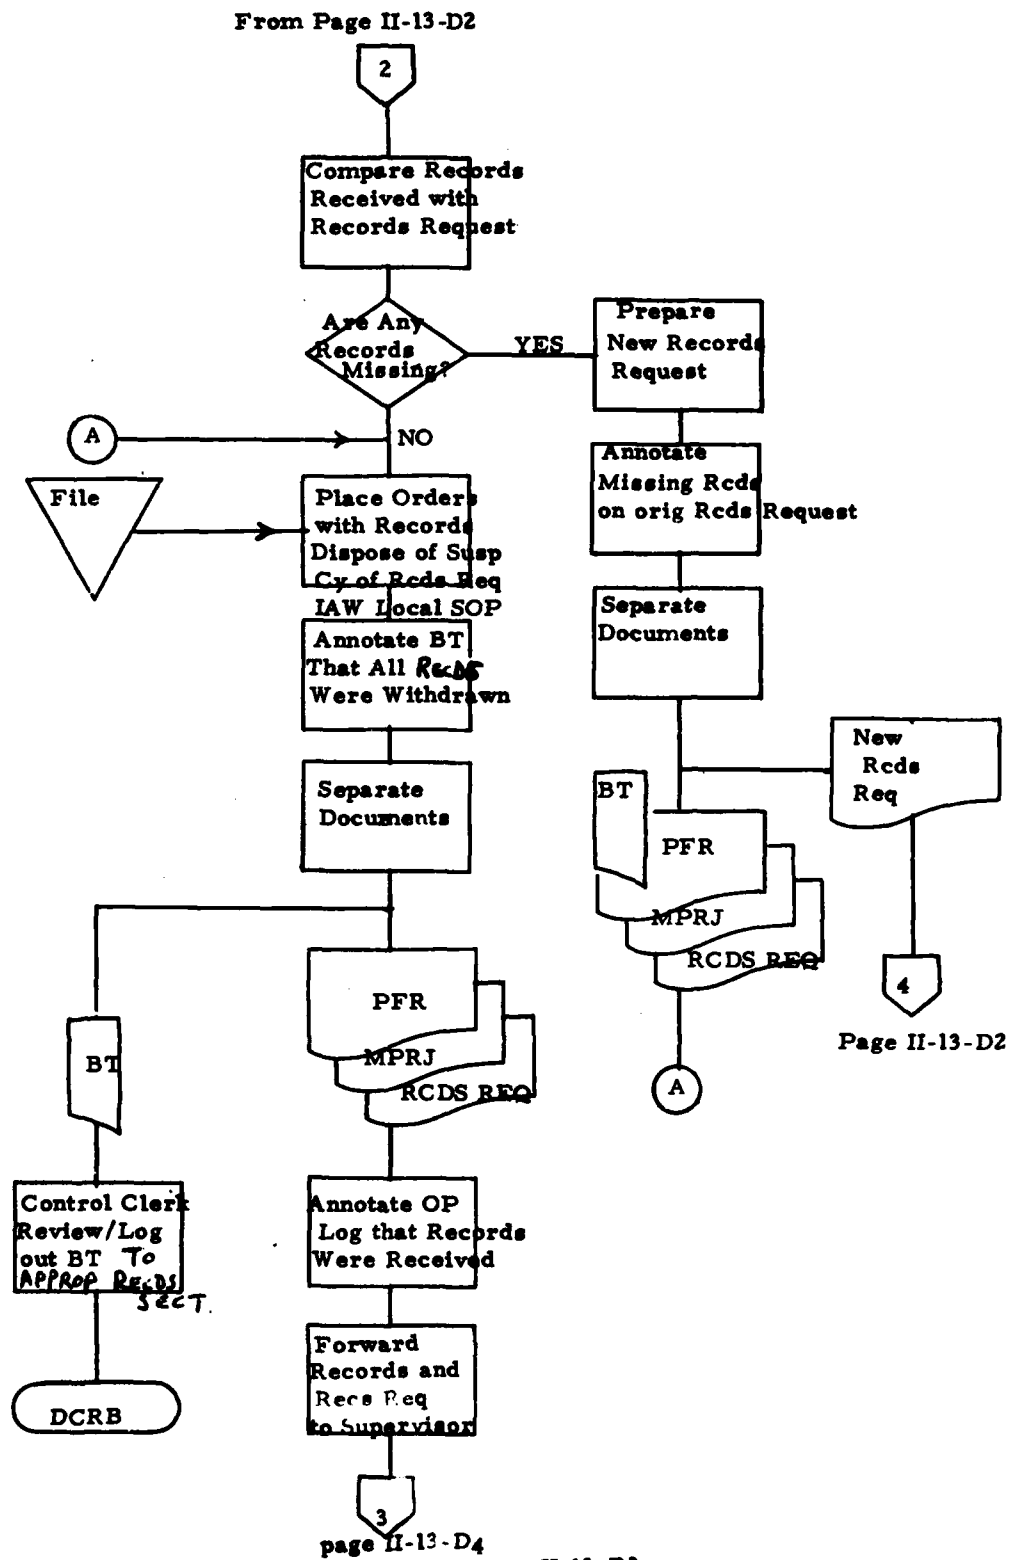 From Page II-13-D2
2
Compare Records
Received with
Records Request
Are Any
Records
Missing?
YES
NO
A
File
Place Orders
with Records
Dispose of Susp
Cy of Rcds Req
IAW Local SOP
Annotate BT
That All RECDS
Were Withdrawn
Separate
Documents
PFR
MPRJ
RCDS REQ
BT
Control Clerk
Review/Log
out BT TO
APPROP RECDS
SECT.
DCRB
Annotate OP
Log that Records
Were Received
Forward
Records and
Recs Req
to Supervisor
3
page II-13-D4
Prepare
New Records
Request
Annotate
Missing Rcds
on orig Rcds Request
Separate
Documents
New
Rcds
Req
BT
PFR
MPRJ
RCDS REQ
4
Page II-13-D2
A